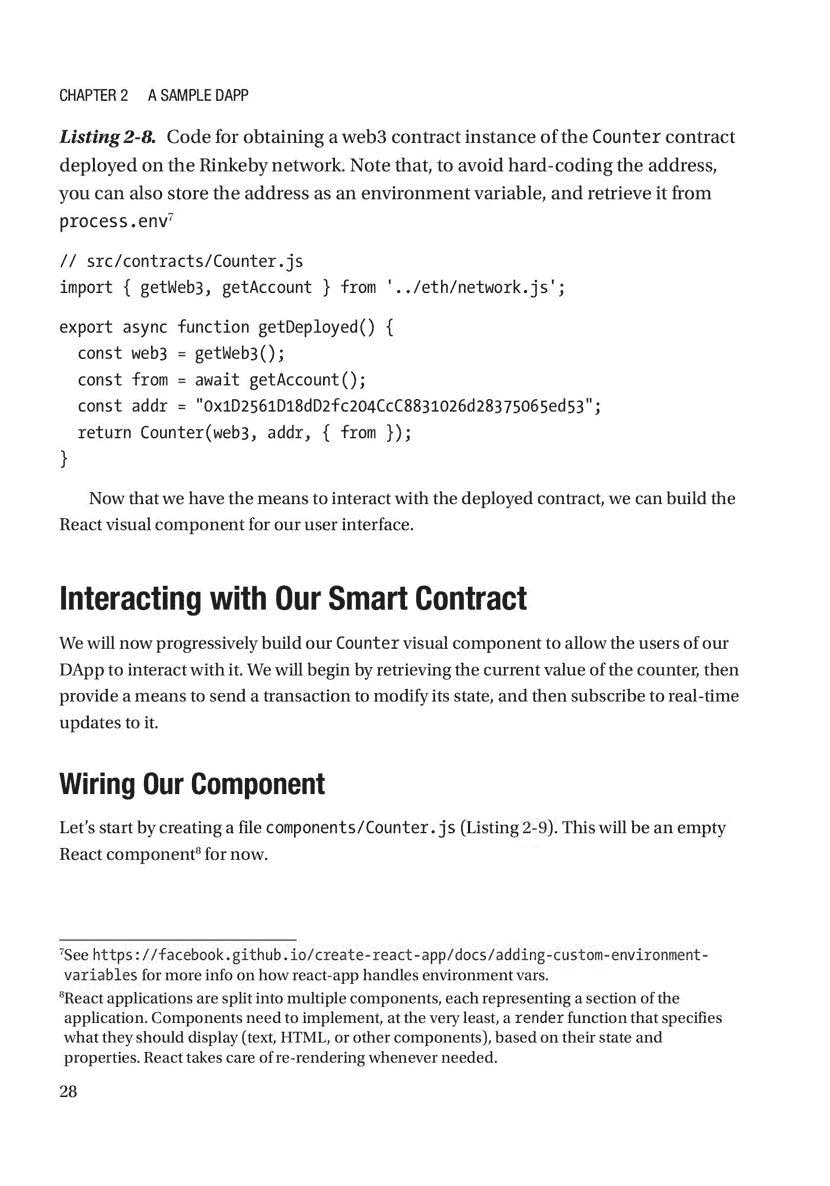 CHAPTER 2 A SAMPLE DAPP
Listing 2-8. Code for obtaining a web3 contract instance of the Counter contract
deployed on the Rinkeby network. Note that, to avoid hard-coding the address,
you can also store the address as an environment variable, and retrieve it from
process.env⁷
// src/contracts/Counter.js
import { getWeb3, getAccount } from '../eth/network.js';
export async function getDeployed() {
  const web3 = getWeb3();
  const from = await getAccount();
  const addr = "0x1D2561D18dD2fc204CcC8831026d28375065ed53";
  return Counter(web3, addr, { from });
}
Now that we have the means to interact with the deployed contract, we can build the
React visual component for our user interface.
Interacting with Our Smart Contract
We will now progressively build our Counter visual component to allow the users of our
DApp to interact with it. We will begin by retrieving the current value of the counter, then
provide a means to send a transaction to modify its state, and then subscribe to real-time
updates to it.
Wiring Our Component
Let's start by creating a file components/Counter.js (Listing 2-9). This will be an empty
React component⁸ for now.
⁷See https://facebook.github.io/create-react-app/docs/adding-custom-environment-
variables for more info on how react-app handles environment vars.
⁸React applications are split into multiple components, each representing a section of the
application. Components need to implement, at the very least, a render function that specifies
what they should display (text, HTML, or other components), based on their state and
properties. React takes care of re-rendering whenever needed.
28